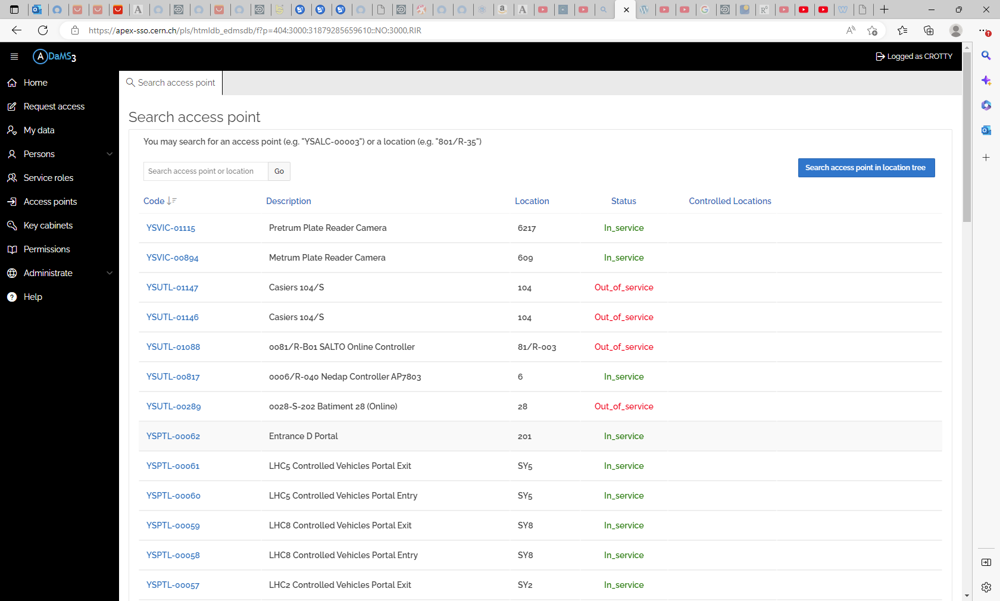 https://apex-sso.cern.ch/pls/htmldb_edmsdb/f?p=404:3000:31879285659610::NO:3000,RIR
ADaMS3
Logged as CROTTY
Home
Request access
My data
Persons
Service roles
Access points
Key cabinets
Permissions
Administrate
Help
Search access point
Search access point
You may search for an access point (e.g. "YSALC-00003") or a location (e.g. "801/R-35")
Search access point or location Go
Search access point in location tree
Code Description Location Status Controlled Locations
YSVIC-01115 Pretrum Plate Reader Camera 6217 In_service
YSVIC-00894 Metrum Plate Reader Camera 609 In_service
YSUTL-01147 Casiers 104/S 104 Out_of_service
YSUTL-01146 Casiers 104/S 104 Out_of_service
YSUTL-01088 0081/R-B01 SALTO Online Controller 81/R-003 Out_of_service
YSUTL-00817 0006/R-040 Nedap Controller AP7803 6 In_service
YSUTL-00289 0028-S-202 Batiment 28 (Online) 28 Out_of_service
YSPTL-00062 Entrance D Portal 201 In_service
YSPTL-00061 LHC5 Controlled Vehicles Portal Exit SY5 In_service
YSPTL-00060 LHC5 Controlled Vehicles Portal Entry SY5 In_service
YSPTL-00059 LHC8 Controlled Vehicles Portal Exit SY8 In_service
YSPTL-00058 LHC8 Controlled Vehicles Portal Entry SY8 In_service
YSPTL-00057 LHC2 Controlled Vehicles Portal Exit SY2 In_service